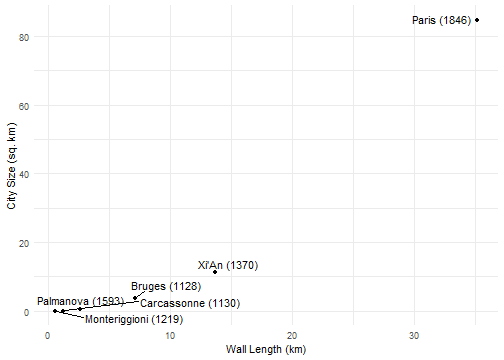 Paris (1846)
80
60
City Size (sq. km)
40
20
Xi'An (1370)
Bruges (1128)
Palmanova (1593)
Carcassonne (1130)
0
Monteriggioni (1219)
0 10 20 30
Wall Length (km)